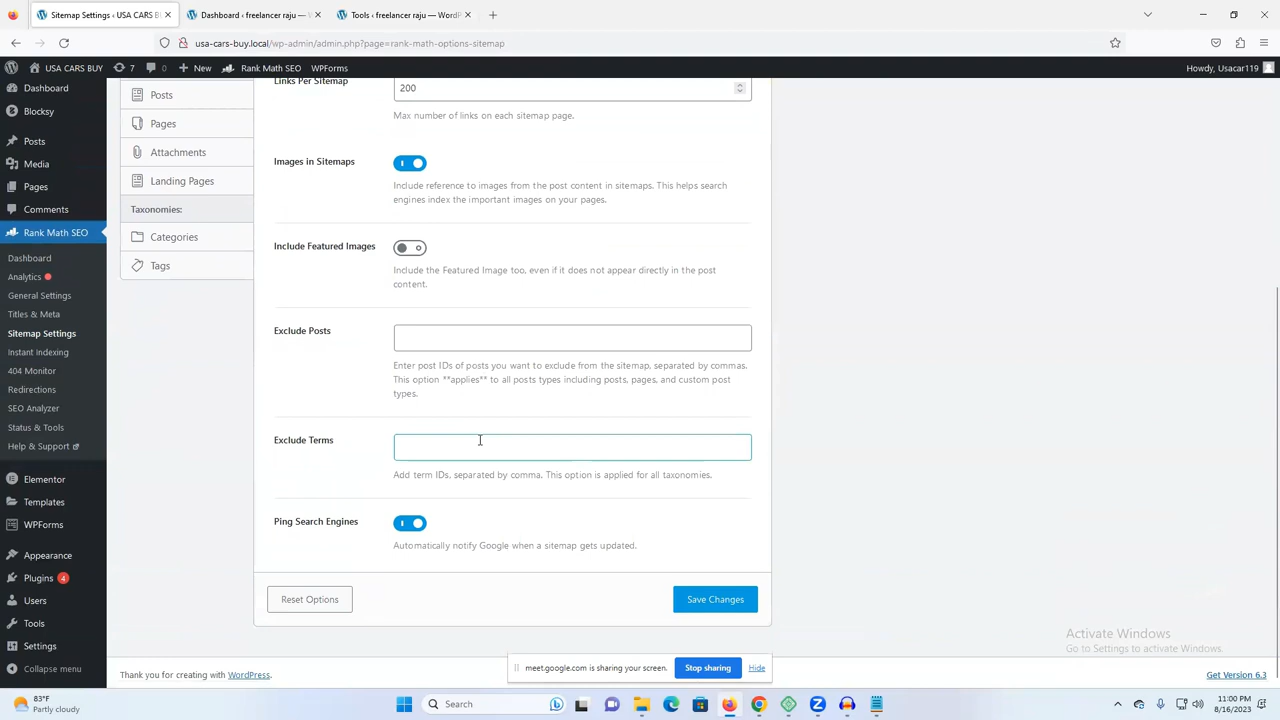 Sitemap Settings ‹ USA CARS B
Dashboard ‹ freelancer raju — W
Tools ‹ freelancer raju — WordP
usa-cars-buy.local/wp-admin/admin.php?page=rank-math-options-sitemap
USA CARS BUY
7
0
New
Rank Math SEO
WPForms
Howdy, Usacar119
Dashboard
Blocksy
Posts
Media
Pages
Comments
Rank Math SEO
Dashboard
Analytics
General Settings
Titles & Meta
Sitemap Settings
Instant Indexing
404 Monitor
Redirections
SEO Analyzer
Status & Tools
Help & Support
Elementor
Templates
WPForms
Appearance
Plugins 4
Users
Tools
Settings
Collapse menu
Posts
Pages
Attachments
Landing Pages
Taxonomies:
Categories
Tags
Links Per Sitemap
200
Max number of links on each sitemap page.
Images in Sitemaps
Include reference to images from the post content in sitemaps. This helps search
engines index the important images on your pages.
Include Featured Images
Include the Featured Image too, even if it does not appear directly in the post
content.
Exclude Posts
Enter post IDs of posts you want to exclude from the sitemap, separated by commas.
This option **applies** to all posts types including posts, pages, and custom post
types.
Exclude Terms
Add term IDs, separated by comma. This option is applied for all taxonomies.
Ping Search Engines
Automatically notify Google when a sitemap gets updated.
Reset Options
Save Changes
Activate Windows
Go to Settings to activate Windows.
Thank you for creating with WordPress.
Get Version 6.3
meet.google.com is sharing your screen.
Stop sharing
Hide
83°F
Partly cloudy
Search
11:00 PM
8/16/2023